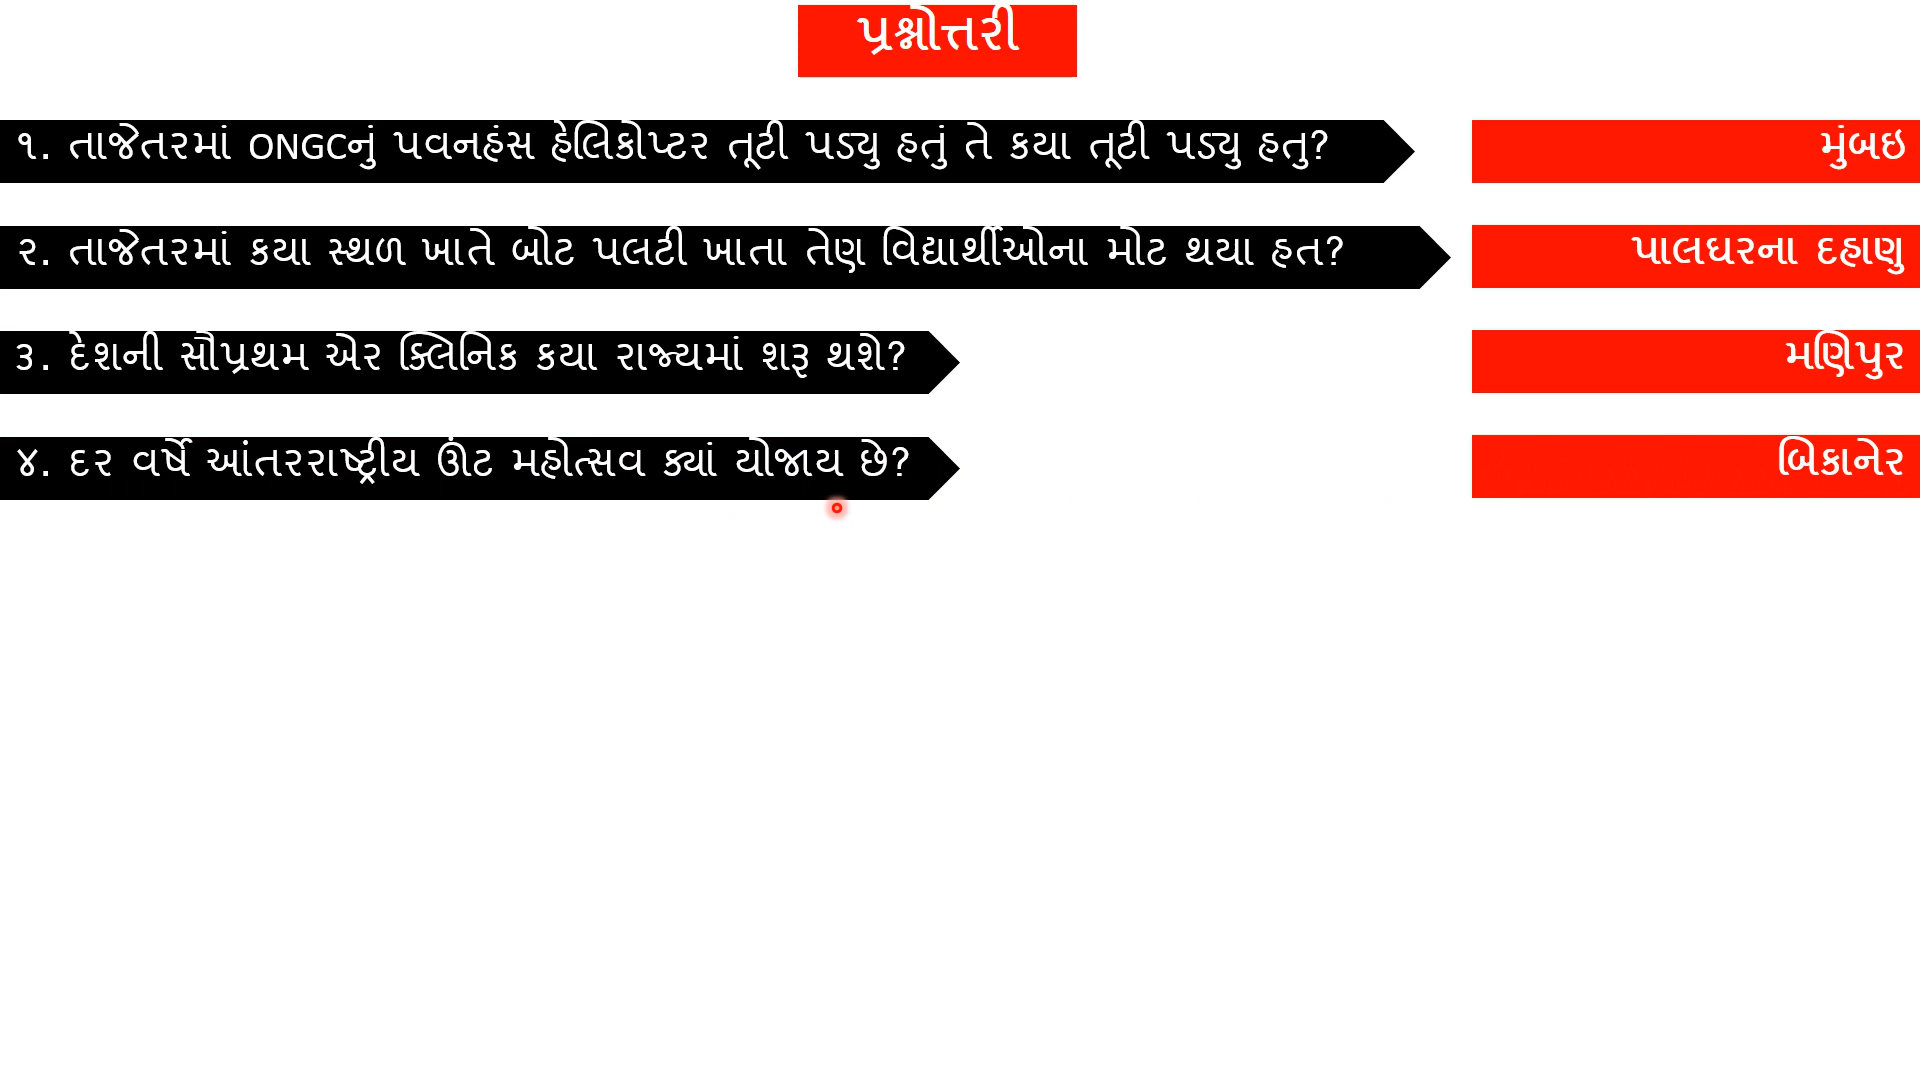 પ્રશ્નોત્તરી
૧. તાજેતરમાં ONGCનું પવનહંસ હેલિકોપ્ટર તૂટી પડ્યુ હતું તે કયા તૂટી પડ્યુ હતુ? મુંબઇ
૨. તાજેતરમાં કયા સ્થળ ખાતે બોટ પલટી ખાતા તેણ વિદ્યાર્થીઓના મોટ થયા હત? પાલઘરના દહાણુ
૩. દેશની સૌપ્રથમ એર ક્લિનિક કયા રાજ્યમાં શરૂ થશે? મણિપુર
૪. દર વર્ષે આંતરરાષ્ટ્રીય ઊંટ મહોત્સવ ક્યાં યોજાય છે? બિકાનેર